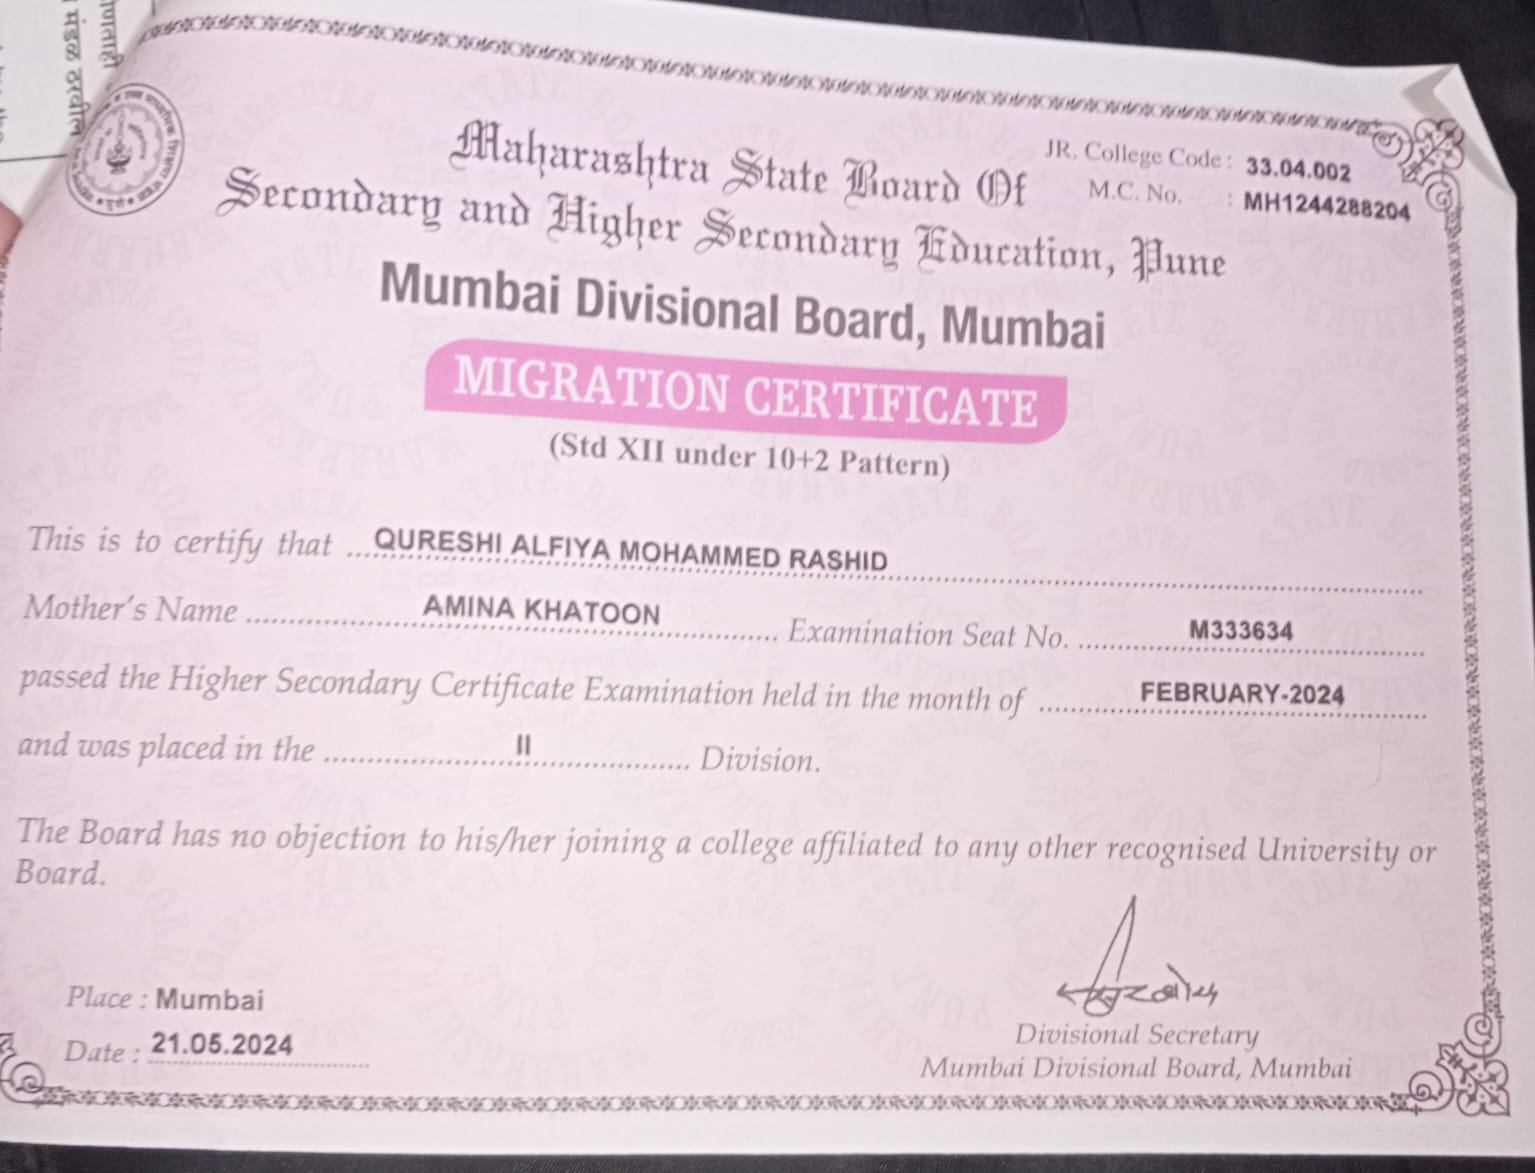 Maharashtra State Board Of
Secondary and Higher Secondary Education, Pune
JR. College Code : 33.04.002
M.C. No. : MH1244288204
Mumbai Divisional Board, Mumbai
MIGRATION CERTIFICATE
(Std XII under 10+2 Pattern)
This is to certify that QURESHI ALFIYA MOHAMMED RASHID
Mother's Name AMINA KHATOON Examination Seat No. M333634
passed the Higher Secondary Certificate Examination held in the month of FEBRUARY-2024
and was placed in the II Division.
The Board has no objection to his/her joining a college affiliated to any other recognised University or
Board.
Place : Mumbai
Date : 21.05.2024
Divisional Secretary
Mumbai Divisional Board, Mumbai